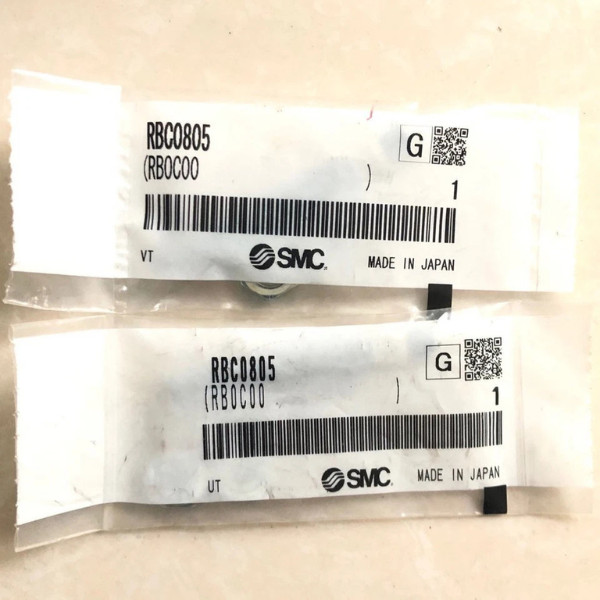 RBC0805
G
(RB0C00 )
1
VT
SMC.
MADE IN JAPAN
RBC0805
G
(RB0C00 )
1
UT
SMC.
MADE IN JAPAN